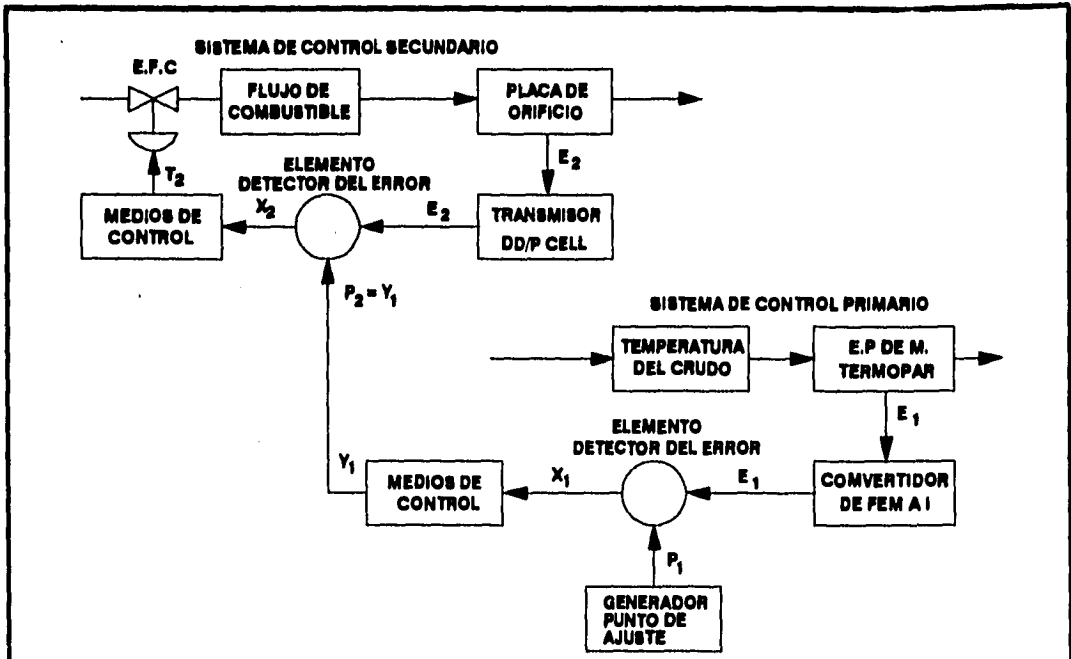 SISTEMA DE CONTROL SECUNDARIO
E.F.C
FLUJO DE
COMBUSTIBLE
PLACA DE
ORIFICIO
E2
T2
ELEMENTO
DETECTOR DEL ERROR
MEDIOS DE
CONTROL
X2
E2
TRANSMISOR
DD/P CELL
P2 = Y1
SISTEMA DE CONTROL PRIMARIO
TEMPERATURA
DEL CRUDO
E.P DE M.
TERMOPAR
E1
ELEMENTO
DETECTOR DEL ERROR
Y1
MEDIOS DE
CONTROL
X1
E1
COMVERTIDOR
DE FEM A I
P1
GENERADOR
PUNTO DE
AJUSTE